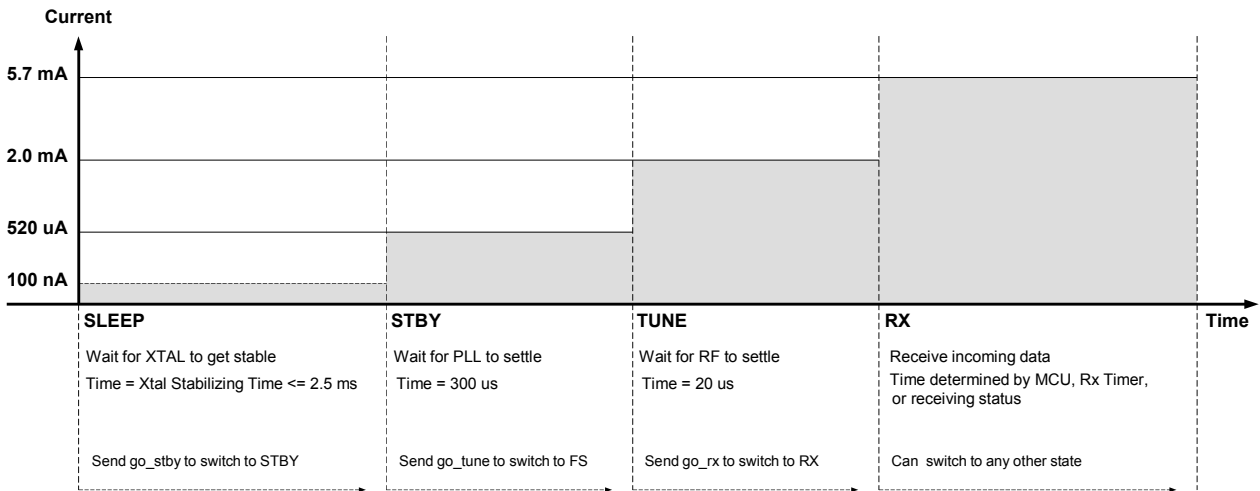 Current
5.7 mA
2.0 mA
520 uA
100 nA
SLEEP
STBY
TUNE
RX
Time
Wait for XTAL to get stable
Time = Xtal Stabilizing Time <= 2.5 ms
Wait for PLL to settle
Time = 300 us
Wait for RF to settle
Time = 20 us
Receive incoming data
Time determined by MCU, Rx Timer,
or receiving status
Send go_stby to switch to STBY
Send go_tune to switch to FS
Send go_rx to switch to RX
Can switch to any other state